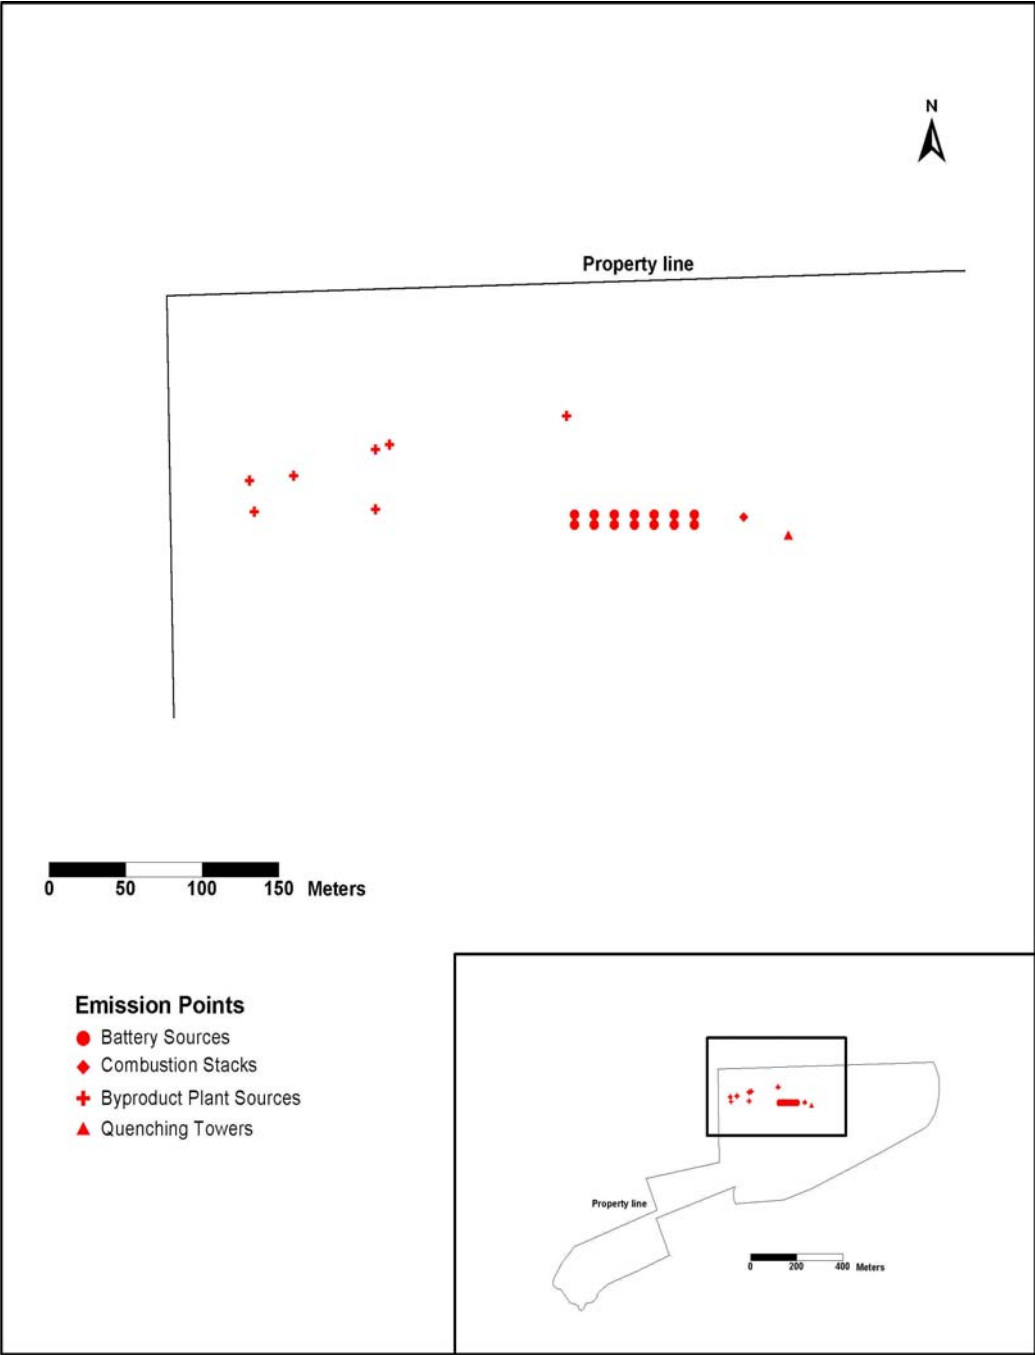 N
Property line
0 50 100 150 Meters
Emission Points
Battery Sources
Combustion Stacks
Byproduct Plant Sources
Quenching Towers
Property line
0 200 400 Meters